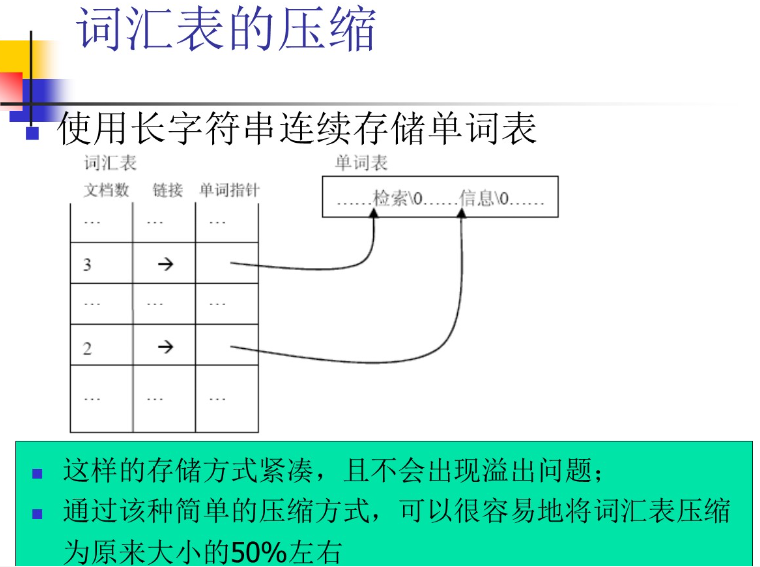 词汇表的压缩
使用长字符串连续存储单词表
词汇表
单词表
文档数 链接 单词指针
……检索\0……信息\0……
… … …
3 →
… … …
2 →
… … …
这样的存储方式紧凑，且不会出现溢出问题；
通过该种简单的压缩方式，可以很容易地将词汇表压缩
为原来大小的50%左右